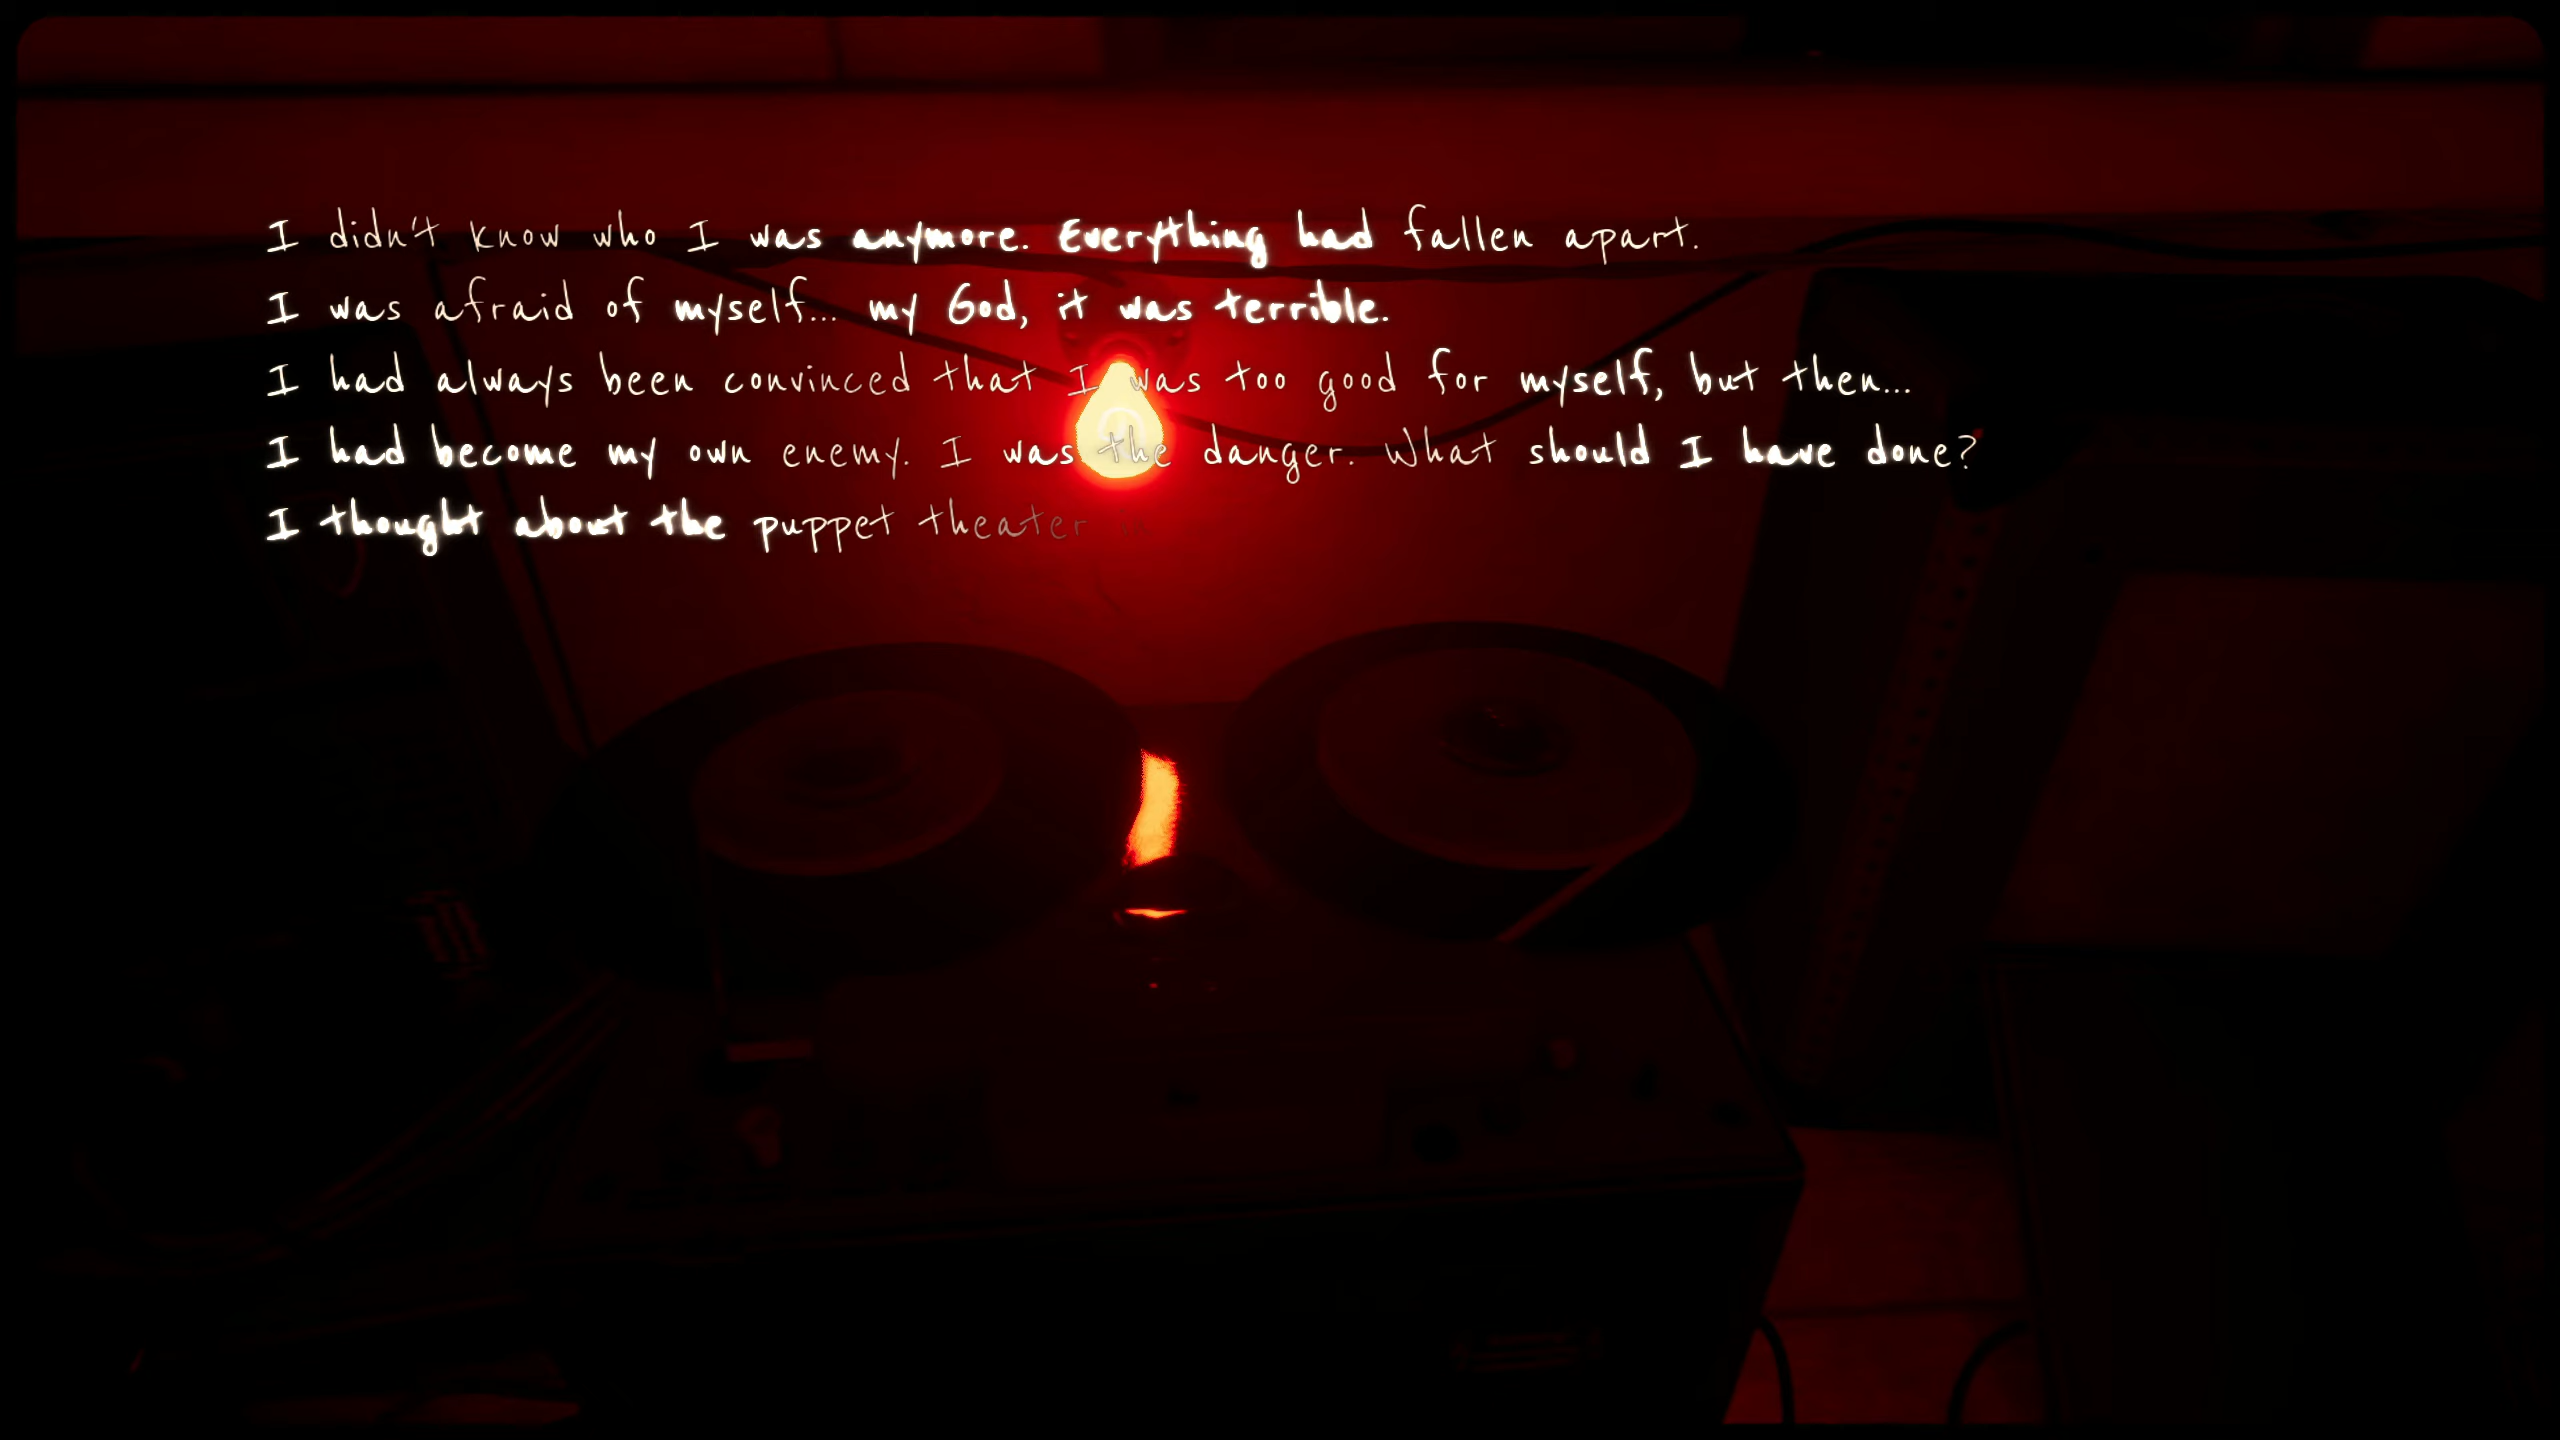 I didn't know who I was anymore. Everything had fallen apart.
I was afraid of myself... my God, it was terrible.
I had always been convinced that I was too good for myself, but then...
I had become my own enemy. I was the danger. What should I have done?
I thought about the puppet theater in